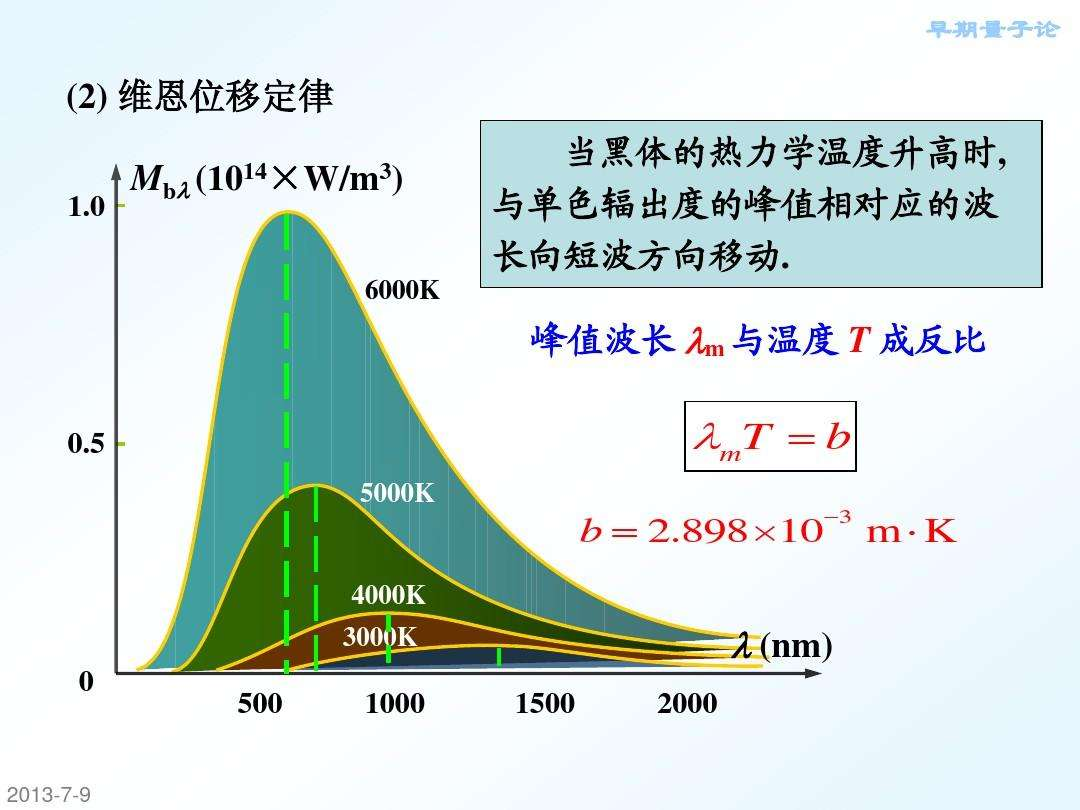 早期量子论
(2) 维恩位移定律
M_bλ (10¹⁴×W/m³)
1.0
当黑体的热力学温度升高时,
与单色辐出度的峰值相对应的波
长向短波方向移动.
6000K
峰值波长 λ_m 与温度 T 成反比
λ_m T = b
0.5
5000K
b = 2.898×10⁻³ m·K
4000K
3000K
λ (nm)
0
500 1000 1500 2000
2013-7-9